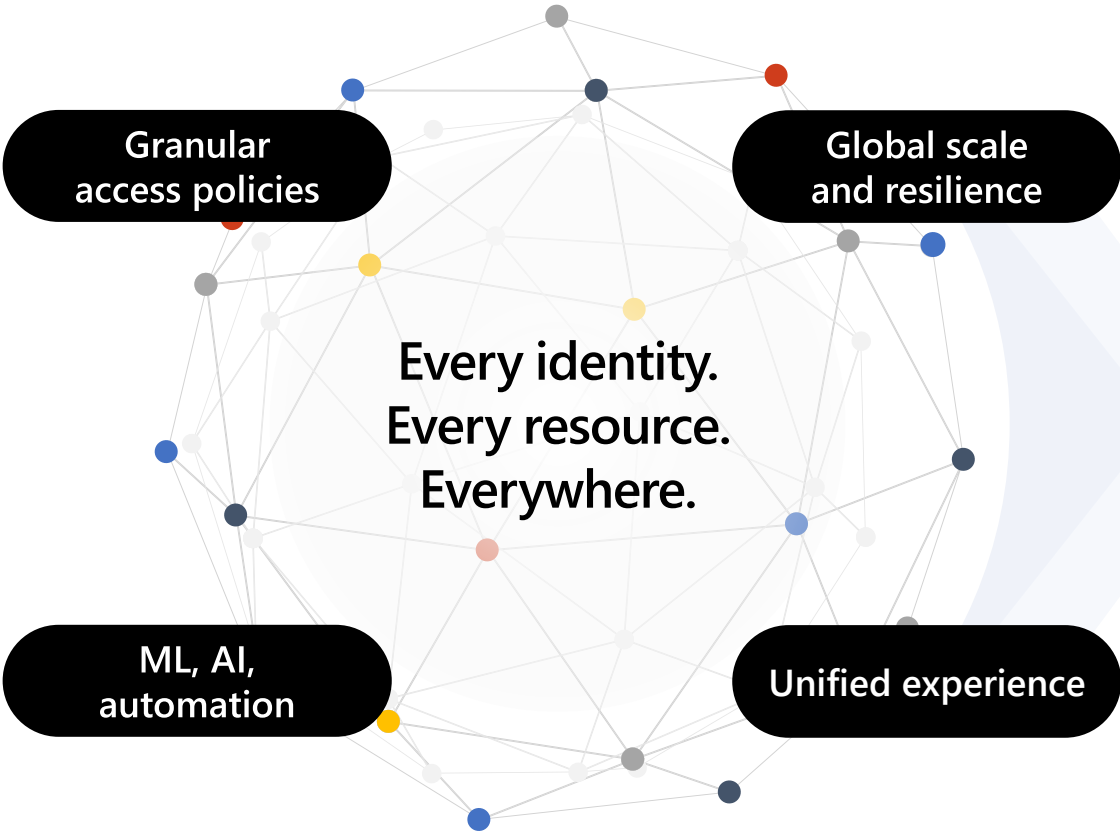 Granular
access policies
Global scale
and resilience
Every identity.
Every resource.
Everywhere.
ML, AI,
automation
Unified experience